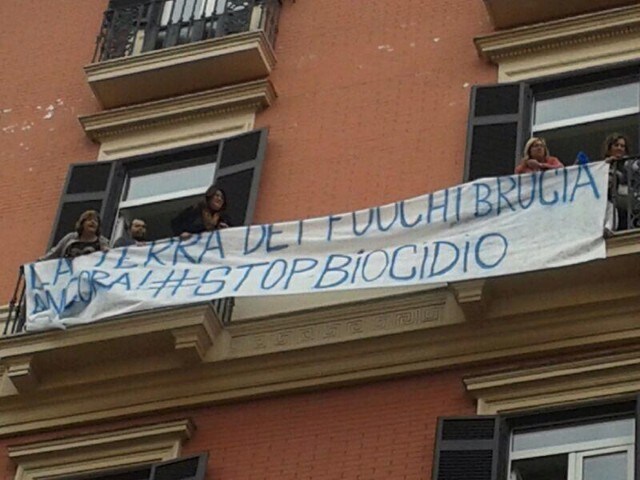 LA TERRA DEI FUOCHI BRUCIA
ANCORA! #STOPBIOCIDIO